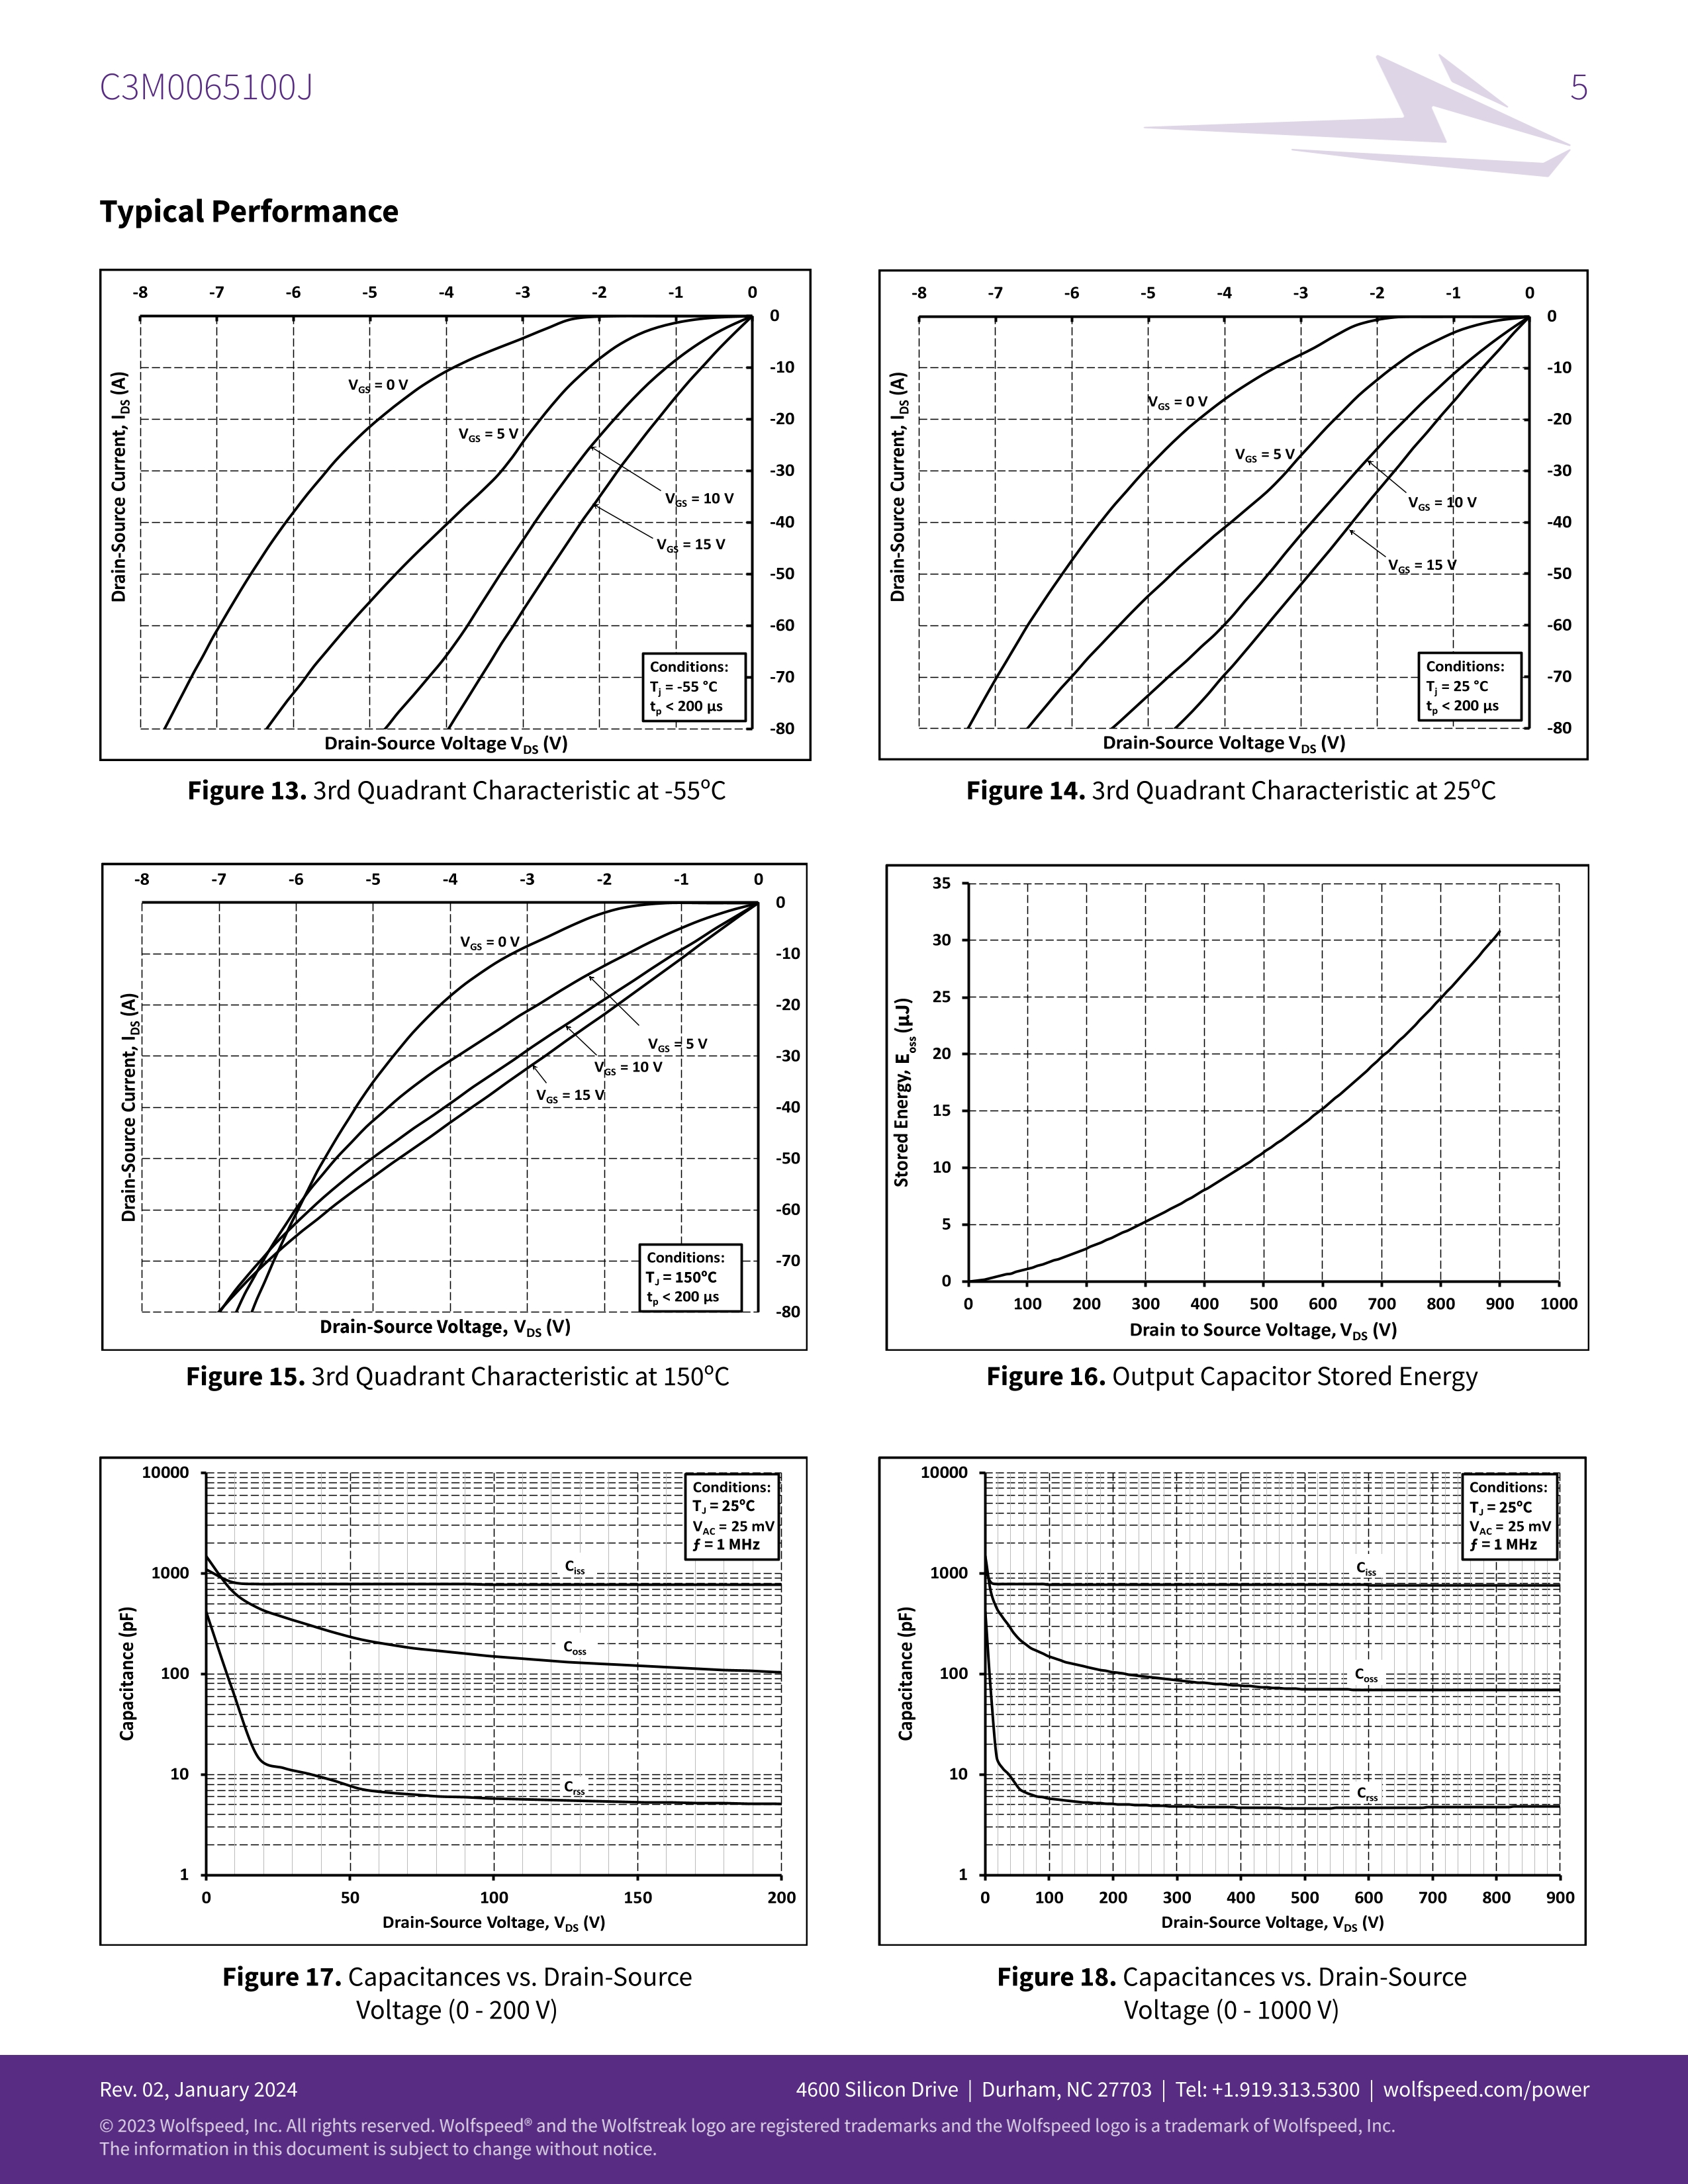 C3M0065100J
5
Typical Performance
-8 -7 -6 -5 -4 -3 -2 -1 0
0
-10
-20
-30
-40
-50
-60
-70
-80
Drain-Source Current, IDS (A)
VGS = 0 V
VGS = 5 V
VGS = 10 V
VGS = 15 V
Conditions:
Tj = -55 °C
tp < 200 µs
Drain-Source Voltage VDS (V)
Figure 13. 3rd Quadrant Characteristic at -55ºC
-8 -7 -6 -5 -4 -3 -2 -1 0
0
-10
-20
-30
-40
-50
-60
-70
-80
Drain-Source Current, IDS (A)
VGS = 0 V
VGS = 5 V
VGS = 10 V
VGS = 15 V
Conditions:
Tj = 25 °C
tp < 200 µs
Drain-Source Voltage VDS (V)
Figure 14. 3rd Quadrant Characteristic at 25ºC
-8 -7 -6 -5 -4 -3 -2 -1 0
0
-10
-20
-30
-40
-50
-60
-70
-80
Drain-Source Current, IDS (A)
VGS = 0 V
VGS = 5 V
VGS = 10 V
VGS = 15 V
Conditions:
TJ = 150ºC
tp < 200 µs
Drain-Source Voltage, VDS (V)
Figure 15. 3rd Quadrant Characteristic at 150ºC
35
30
25
20
15
10
5
0
Stored Energy, Eoss (µJ)
0 100 200 300 400 500 600 700 800 900 1000
Drain to Source Voltage, VDS (V)
Figure 16. Output Capacitor Stored Energy
10000
1000
100
10
1
Capacitance (pF)
Conditions:
TJ = 25ºC
VAC = 25 mV
f = 1 MHz
Ciss
Coss
Crss
0 50 100 150 200
Drain-Source Voltage, VDS (V)
Figure 17. Capacitances vs. Drain-Source
Voltage (0 - 200 V)
10000
1000
100
10
1
Capacitance (pF)
Conditions:
TJ = 25ºC
VAC = 25 mV
f = 1 MHz
Ciss
Coss
Crss
0 100 200 300 400 500 600 700 800 900
Drain-Source Voltage, VDS (V)
Figure 18. Capacitances vs. Drain-Source
Voltage (0 - 1000 V)
Rev. 02, January 2024
4600 Silicon Drive | Durham, NC 27703 | Tel: +1.919.313.5300 | wolfspeed.com/power
© 2023 Wolfspeed, Inc. All rights reserved. Wolfspeed® and the Wolfstreak logo are registered trademarks and the Wolfspeed logo is a trademark of Wolfspeed, Inc.
The information in this document is subject to change without notice.